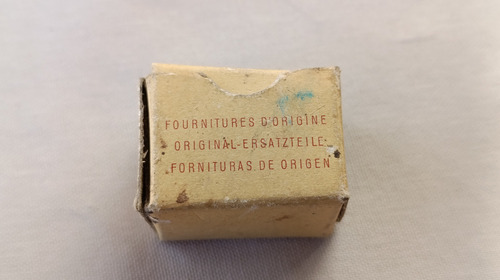 FOURNITURES D'ORIGINE
ORIGINAL-ERSATZTEILE
FORNITURAS DE ORIGEN